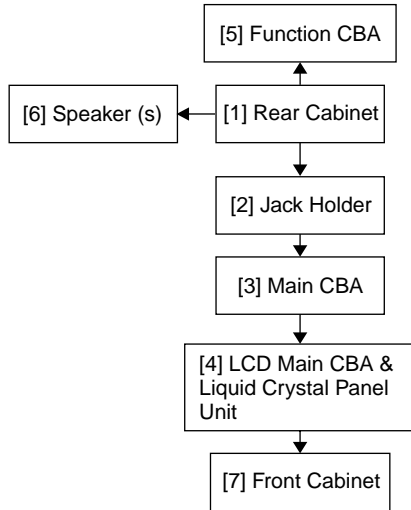 [5] Function CBA
[6] Speaker (s)
[1] Rear Cabinet
[2] Jack Holder
[3] Main CBA
[4] LCD Main CBA &
Liquid Crystal Panel
Unit
[7] Front Cabinet